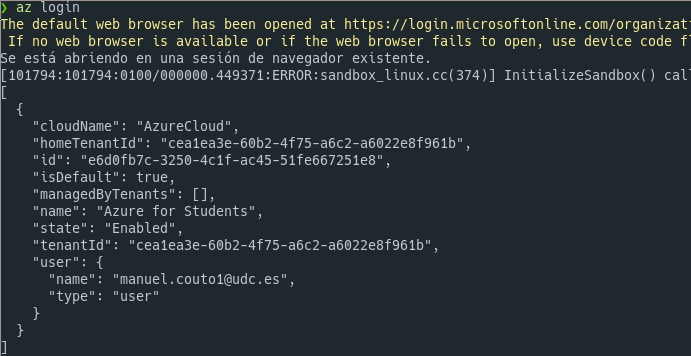 ❯ az login
The default web browser has been opened at https://login.microsoftonline.com/organizat
 If no web browser is available or if the web browser fails to open, use device code f
Se está abriendo en una sesión de navegador existente.
[101794:101794:0100/000000.449371:ERROR:sandbox_linux.cc(374)] InitializeSandbox() cal
[
  {
    "cloudName": "AzureCloud",
    "homeTenantId": "cea1ea3e-60b2-4f75-a6c2-a6022e8f961b",
    "id": "e6d0fb7c-3250-4c1f-ac45-51fe667251e8",
    "isDefault": true,
    "managedByTenants": [],
    "name": "Azure for Students",
    "state": "Enabled",
    "tenantId": "cea1ea3e-60b2-4f75-a6c2-a6022e8f961b",
    "user": {
      "name": "manuel.couto1@udc.es",
      "type": "user"
    }
  }
]